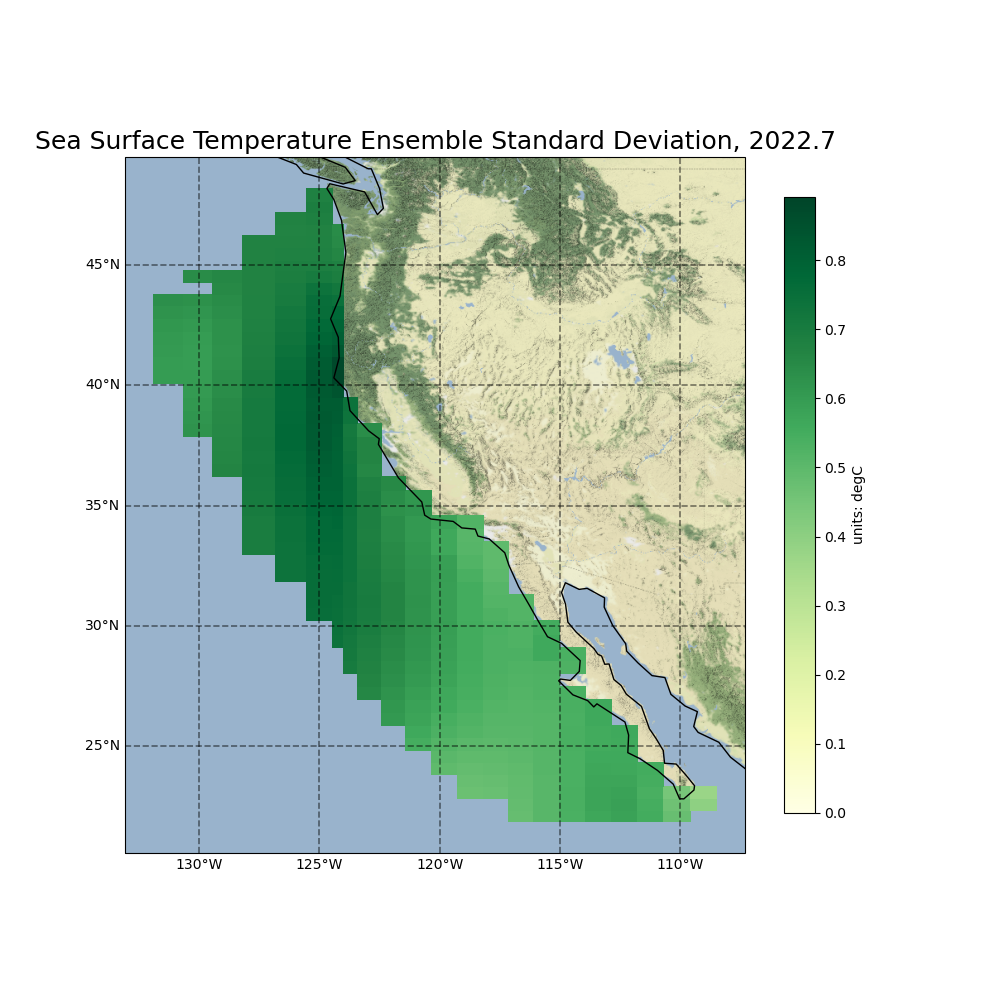 Sea Surface Temperature Ensemble Standard Deviation, 2022.7
45°N
40°N
35°N
30°N
25°N
130°W
125°W
120°W
115°W
110°W
0.8
0.7
0.6
0.5
0.4
0.3
0.2
0.1
0.0
units: degC